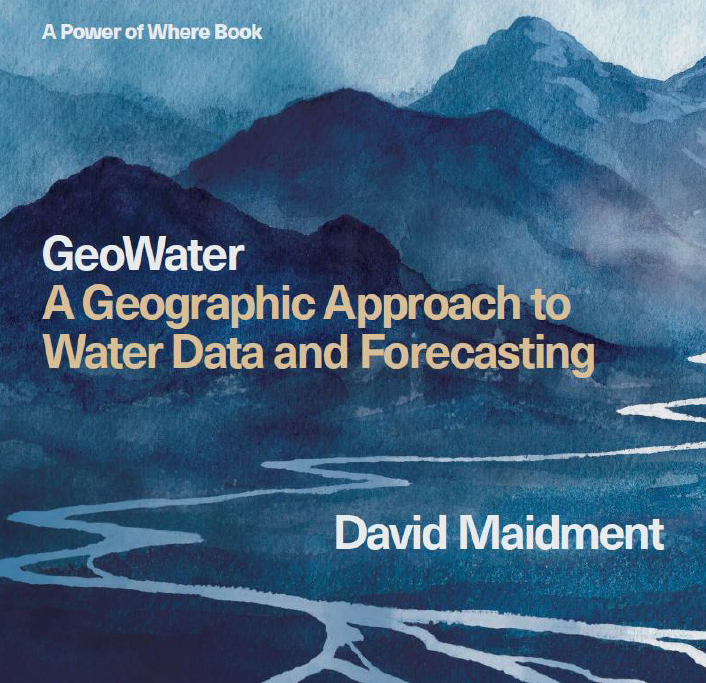 A Power of Where Book
GeoWater
A Geographic Approach to
Water Data and Forecasting
David Maidment